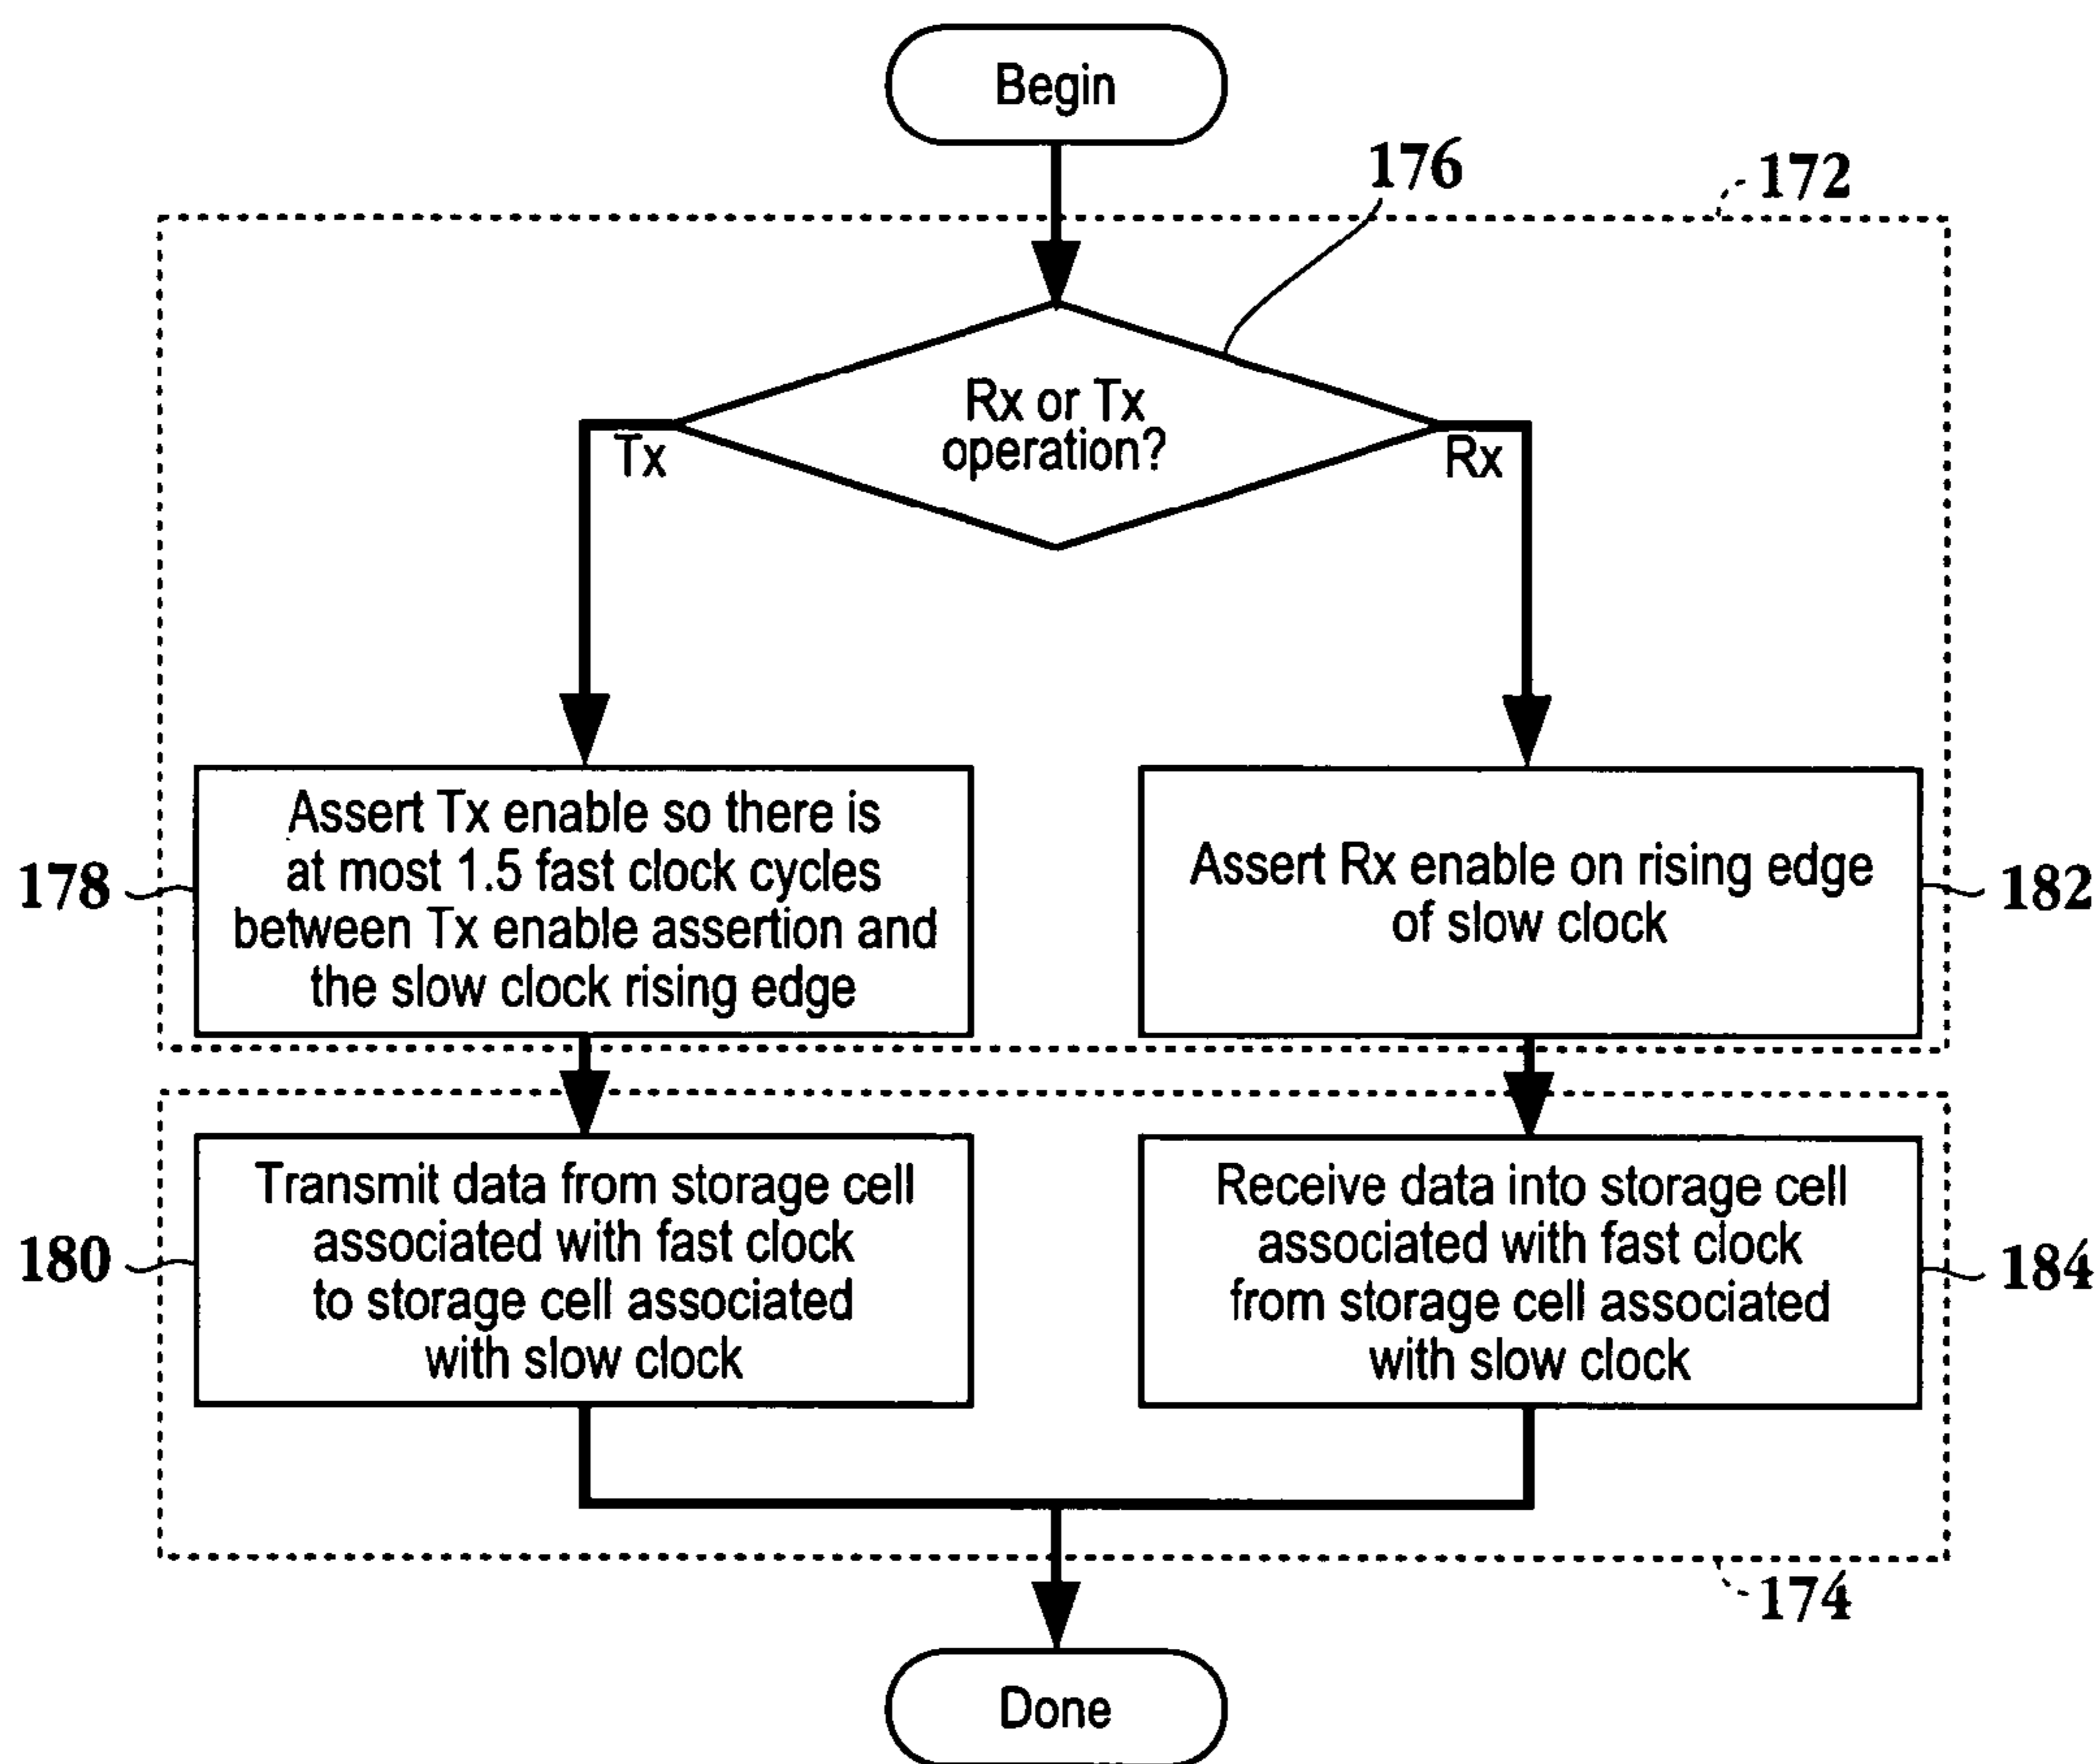 Begin
176
172
Rx or Tx
operation?
Tx
Rx
Assert Tx enable so there is
at most 1.5 fast clock cycles
between Tx enable assertion and
the slow clock rising edge
178
Assert Rx enable on rising edge
of slow clock
182
Transmit data from storage cell
associated with fast clock
to storage cell associated
with slow clock
180
Receive data into storage cell
associated with fast clock
from storage cell associated
with slow clock
184
174
Done